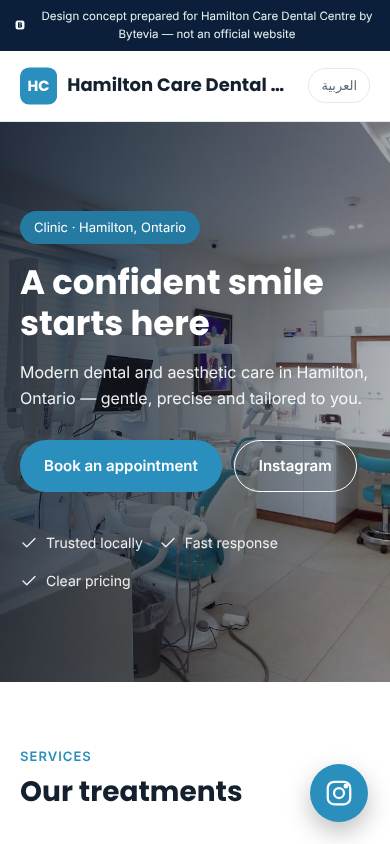 Design concept prepared for Hamilton Care Dental Centre by
Bytevia — not an official website
HC
Hamilton Care Dental ...
العربية
Clinic · Hamilton, Ontario
A confident smile
starts here
Modern dental and aesthetic care in Hamilton,
Ontario — gentle, precise and tailored to you.
Book an appointment
Instagram
Trusted locally
Fast response
Clear pricing
SERVICES
Our treatments